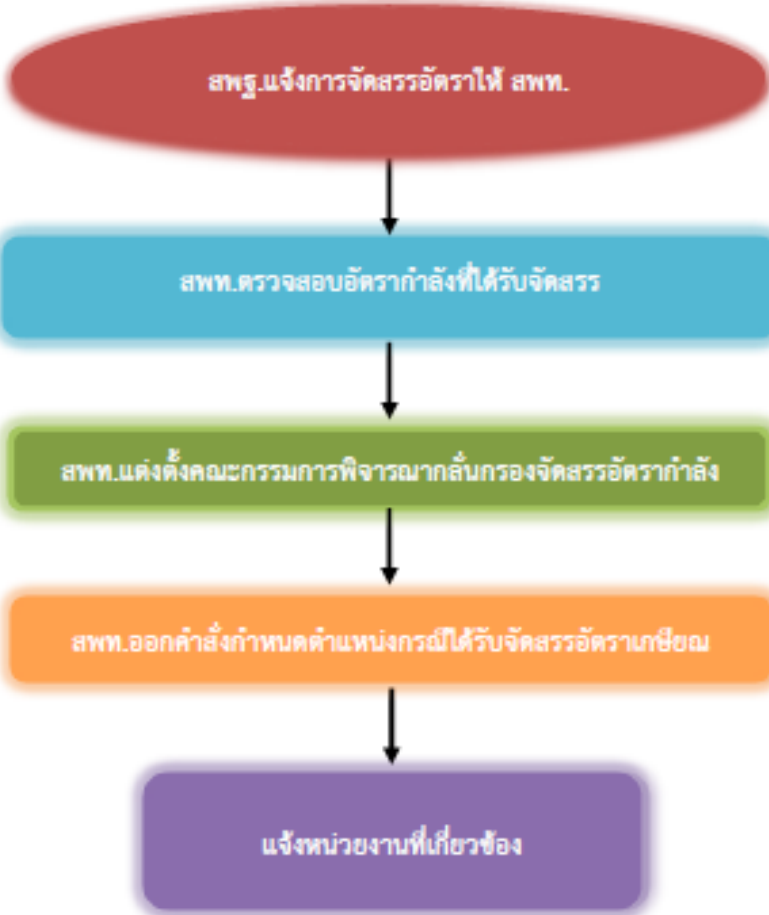 สพฐ.แจ้งการจัดสรรอัตราให้ สพท.
สพท.ตรวจสอบอัตรากำลังที่ได้รับจัดสรร
สพท.แต่งตั้งคณะกรรมการพิจารณากลั่นกรองจัดสรรอัตรากำลัง
สพท.ออกคำสั่งกำหนดตำแหน่งกรณีได้รับจัดสรรอัตราเกษียณ
แจ้งหน่วยงานที่เกี่ยวข้อง